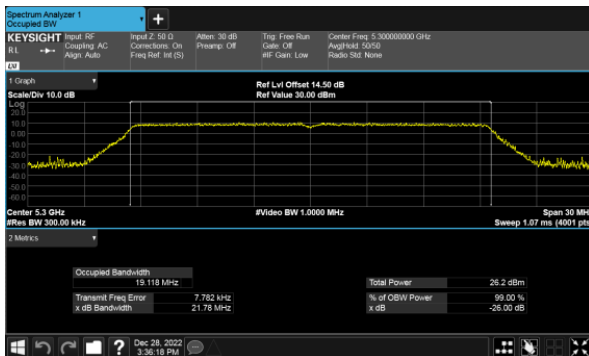 Spectrum Analyzer 1
Occupied BW
+
KEYSIGHT
Input: RF
Input Z: 50 Ω
Atten: 30 dB
Trig: Free Run
Center Freq: 5.300000000 GHz
R L
Coupling: AC
Corrections: On
Preamp: Off
Gate: Off
Avg|Hold: 50/50
Align: Auto
Freq Ref: Int (S)
#IF Gain: Low
Radio Std: None
LXI
1 Graph
Ref Lvl Offset 14.50 dB
Scale/Div 10.0 dB
Ref Value 30.00 dBm
Log
20.0
10.0
0.00
-10.0
-20.0
-30.0
-40.0
-50.0
-60.0
Center 5.3 GHz
#Video BW 1.0000 MHz
Span 30 MH
#Res BW 300.00 kHz
Sweep 1.07 ms (4001 pts
2 Metrics
Occupied Bandwidth
19.118 MHz
Total Power 26.2 dBm
Transmit Freq Error 7.782 kHz
% of OBW Power 99.00 %
x dB Bandwidth 21.78 MHz
x dB -26.00 dB
?
Dec 28, 2022
3:36:18 PM